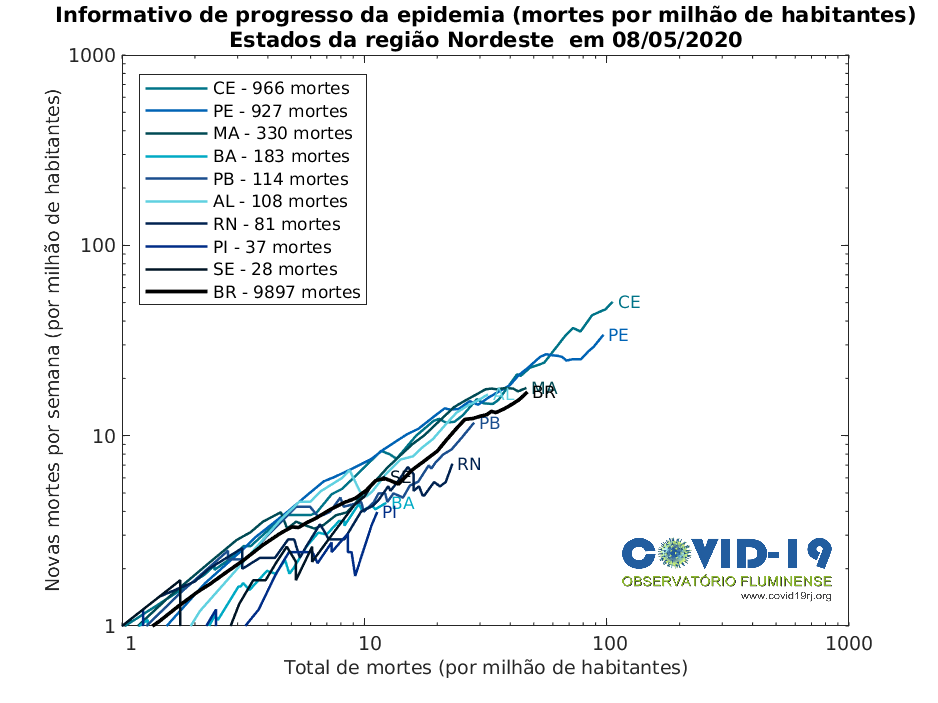 Informativo de progresso da epidemia (mortes por milhão de habitantes)
Estados da região Nordeste  em 08/05/2020
Novas mortes por semana (por milhão de habitantes)
1000
100
10
1
CE - 966 mortes
PE - 927 mortes
MA - 330 mortes
BA - 183 mortes
PB - 114 mortes
AL - 108 mortes
RN - 81 mortes
PI - 37 mortes
SE - 28 mortes
BR - 9897 mortes
CE
PE
MA
BR
AL
PB
RN
SE
BA
PI
COVID-19
OBSERVATÓRIO FLUMINENSE
www.covid19rj.org
1
10
100
1000
Total de mortes (por milhão de habitantes)